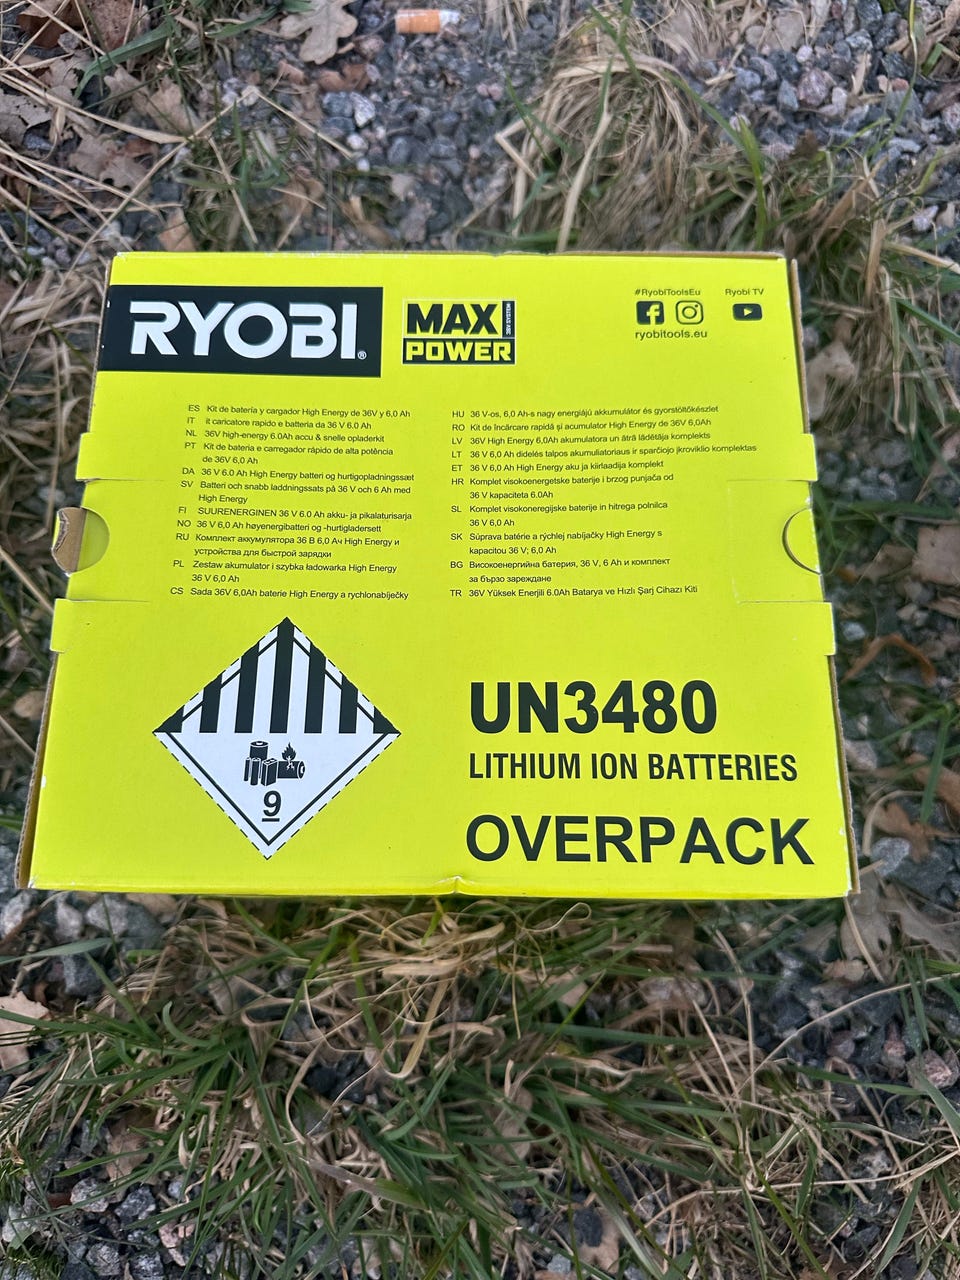 RYOBI®
MAX
POWER
36V SYSTEM
#RyobiToolsEu
Ryobi TV
ryobitools.eu
ES Kit de batería y cargador High Energy de 36V y 6,0 Ah
IT it caricatore rapido e batteria da 36 V 6.0 Ah
NL 36V high-energy 6.0Ah accu & snelle opladerkit
PT Kit de bateria e carregador rápido de alta potência
de 36V 6,0 Ah
DA 36 V 6.0 Ah High Energy batteri og hurtigopladningssæt
SV Batteri och snabb laddningssats på 36 V och 6 Ah med
High Energy
FI SUURENERGINEN 36 V 6.0 Ah akku- ja pikalaturisarja
NO 36 V 6,0 Ah høyenergibatteri og -hurtigladersett
RU Комплект аккумулятора 36 В 6,0 Ач High Energy и
устройства для быстрой зарядки
PL Zestaw akumulator i szybka ładowarka High Energy
36 V 6,0 Ah
CS Sada 36V 6,0Ah baterie High Energy a rychlonabíječky
HU 36 V-os, 6,0 Ah-s nagy energiájú akkumulátor és gyorstöltőkészlet
RO Kit de încărcare rapidă și acumulator High Energy de 36V 6,0Ah
LV 36V High Energy 6,0Ah akumulatora un ātrā lādētāja komplekts
LT 36 V 6,0 Ah didelės talpos akumuliatoriaus ir sparčiojo įkroviklio komplektas
ET 36 V 6,0 Ah High Energy aku ja kiirlaadija komplekt
HR Komplet visokoenergetske baterije i brzog punjača od
36 V kapaciteta 6.0Ah
SL Komplet visokoneregijske baterije in hitrega polnilca
36 V 6,0 Ah
SK Súprava batérie a rýchlej nabíjačky High Energy s
kapacitou 36 V; 6,0 Ah
BG Високоенергийна батерия, 36 V, 6 Ah и комплект
за бързо зареждане
TR 36V Yüksek Enerjili 6.0Ah Batarya ve Hızlı Şarj Cihazı Kiti
9
UN3480
LITHIUM ION BATTERIES
OVERPACK